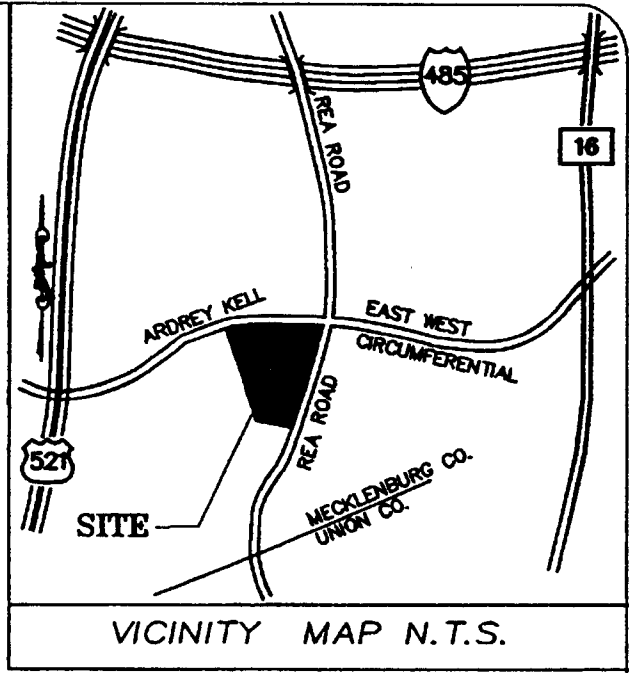 485
REA ROAD
16
ARDREY KELL
EAST WEST
CIRCUMFERENTIAL
REA ROAD
521
MECKLENBURG CO.
UNION CO.
SITE
VICINITY MAP N.T.S.